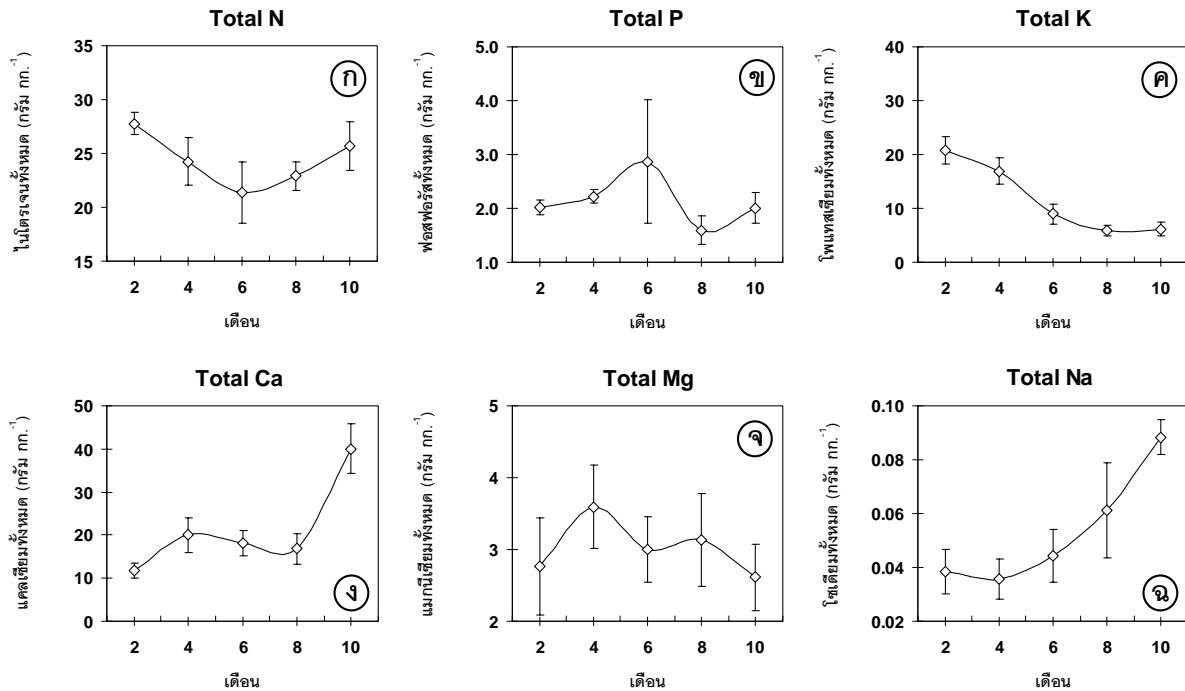 Total N
ไนโตรเจนทั้งหมด (กรัม กก.-1)
35
30
25
20
15
ก
2 4 6 8 10
เดือน
Total P
ฟอสฟอรัสทั้งหมด (กรัม กก.-1)
5.0
4.0
3.0
2.0
1.0
ข
2 4 6 8 10
เดือน
Total K
โพแทสเซียมทั้งหมด (กรัม กก.-1)
40
30
20
10
0
ค
2 4 6 8 10
เดือน
Total Ca
แคลเซียมทั้งหมด (กรัม กก.-1)
50
40
30
20
10
0
ง
2 4 6 8 10
เดือน
Total Mg
แมกนีเซียมทั้งหมด (กรัม กก.-1)
5
4
3
2
จ
2 4 6 8 10
เดือน
Total Na
โซเดียมทั้งหมด (กรัม กก.-1)
0.10
0.08
0.06
0.04
0.02
ฉ
2 4 6 8 10
เดือน